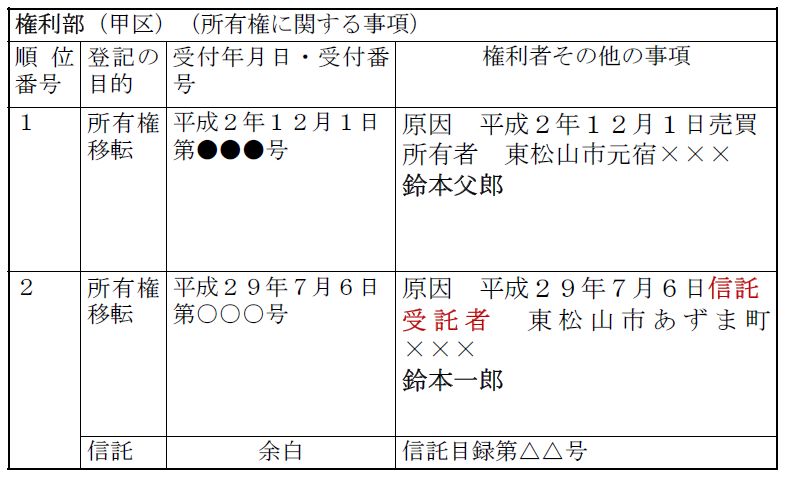 権利部（甲区）（所有権に関する事項）
順位
番号
登記の
目的
受付年月日・受付番
号
権利者その他の事項
1
所有権
移転
平成２年１２月１日
第●●●号
原因　平成２年１２月１日売買
所有者　東松山市元宿×××
鈴本父郎
2
所有権
移転
平成２９年７月６日
第〇〇〇号
原因　平成２９年７月６日信託
受託者　東松山市あずま町
×××
鈴本一郎
信託
余白
信託目録第△△号